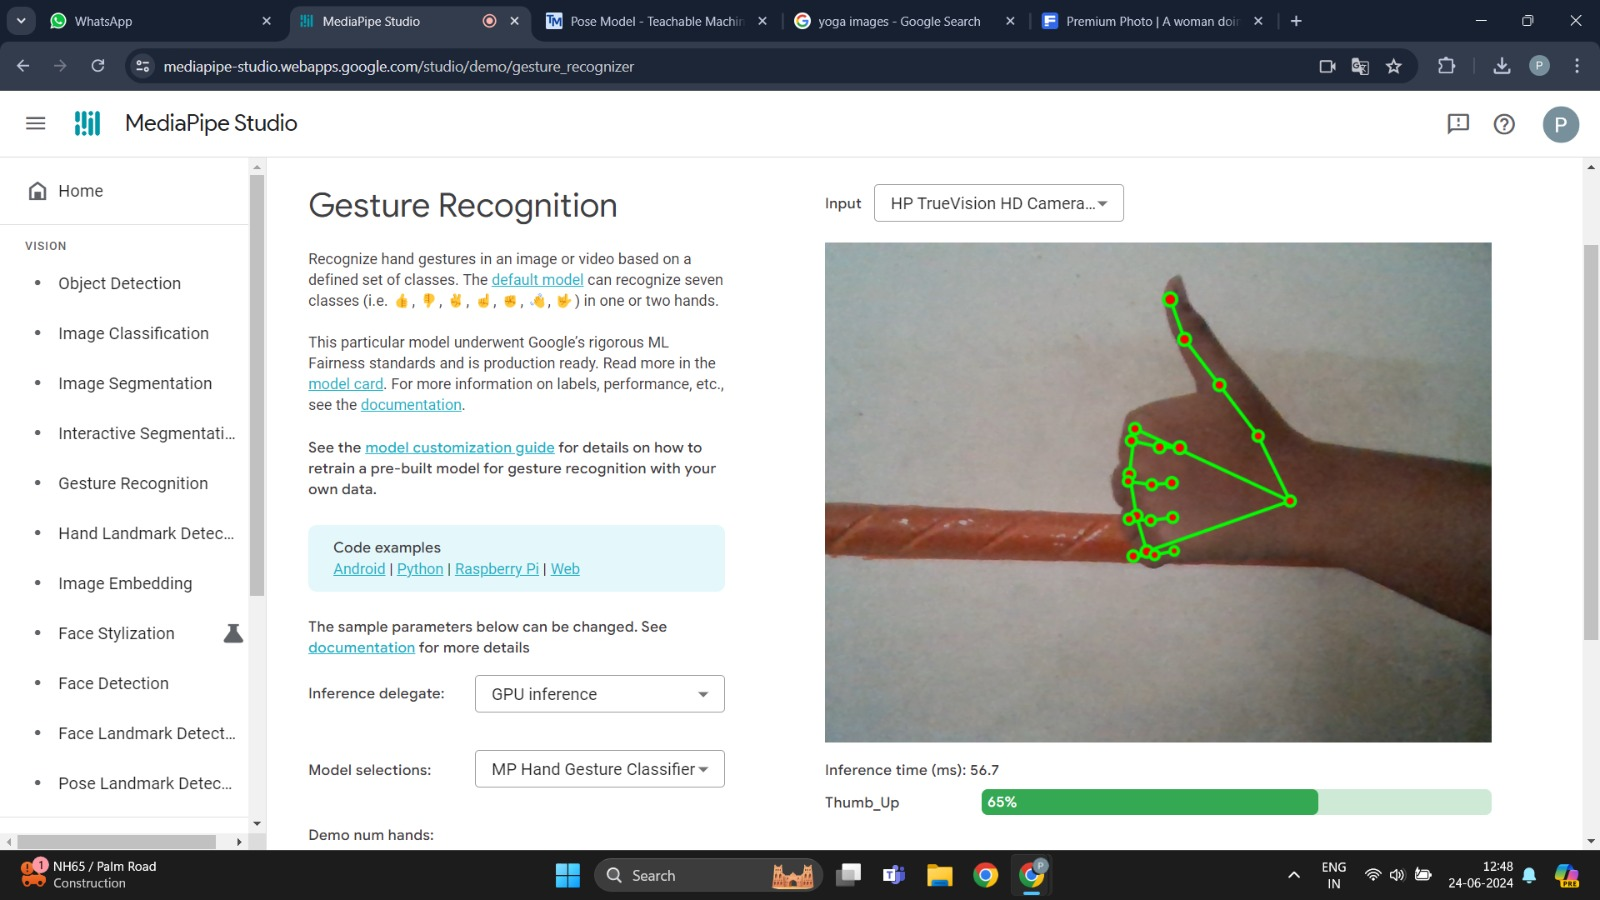 WhatsApp
MediaPipe Studio
Pose Model - Teachable Machin
yoga images - Google Search
Premium Photo | A woman doin
mediapipe-studio.webapps.google.com/studio/demo/gesture_recognizer
P
MediaPipe Studio
P
Home
VISION
Object Detection
Image Classification
Image Segmentation
Interactive Segmentati...
Gesture Recognition
Hand Landmark Detec...
Image Embedding
Face Stylization
Face Detection
Face Landmark Detect...
Pose Landmark Detec...
Gesture Recognition
Recognize hand gestures in an image or video based on a
defined set of classes. The default model can recognize seven
classes (i.e. 👍, 👎, ✌️, ☝️, ✊, 👋, 🤟) in one or two hands.
This particular model underwent Google's rigorous ML
Fairness standards and is production ready. Read more in the
model card. For more information on labels, performance, etc.,
see the documentation.
See the model customization guide for details on how to
retrain a pre-built model for gesture recognition with your
own data.
Code examples
Android | Python | Raspberry Pi | Web
The sample parameters below can be changed. See
documentation for more details
Inference delegate: GPU inference
Model selections: MP Hand Gesture Classifier
Demo num hands:
Input HP TrueVision HD Camera...
Inference time (ms): 56.7
Thumb_Up 65%
1
NH65 / Palm Road
Construction
Search
P
ENG
IN
12:48
24-06-2024
PRE